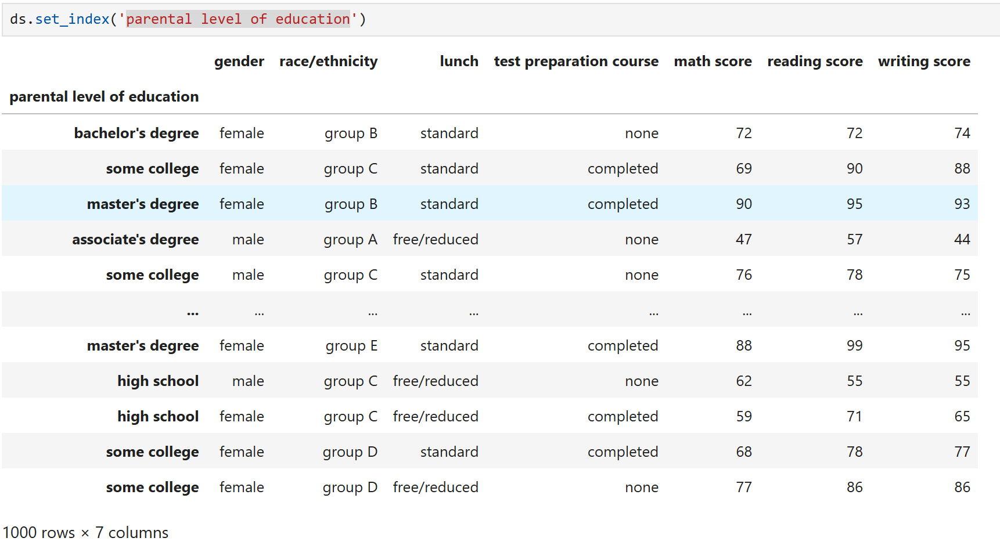 ds.set_index('parental level of education')
gender race/ethnicity lunch test preparation course math score reading score writing score
parental level of education
bachelor's degree female group B standard none 72 72 74
some college female group C standard completed 69 90 88
master's degree female group B standard completed 90 95 93
associate's degree male group A free/reduced none 47 57 44
some college male group C standard none 76 78 75
... ... ... ... ... ... ... ...
master's degree female group E standard completed 88 99 95
high school male group C free/reduced none 62 55 55
high school female group C free/reduced completed 59 71 65
some college female group D standard completed 68 78 77
some college female group D free/reduced none 77 86 86
1000 rows × 7 columns